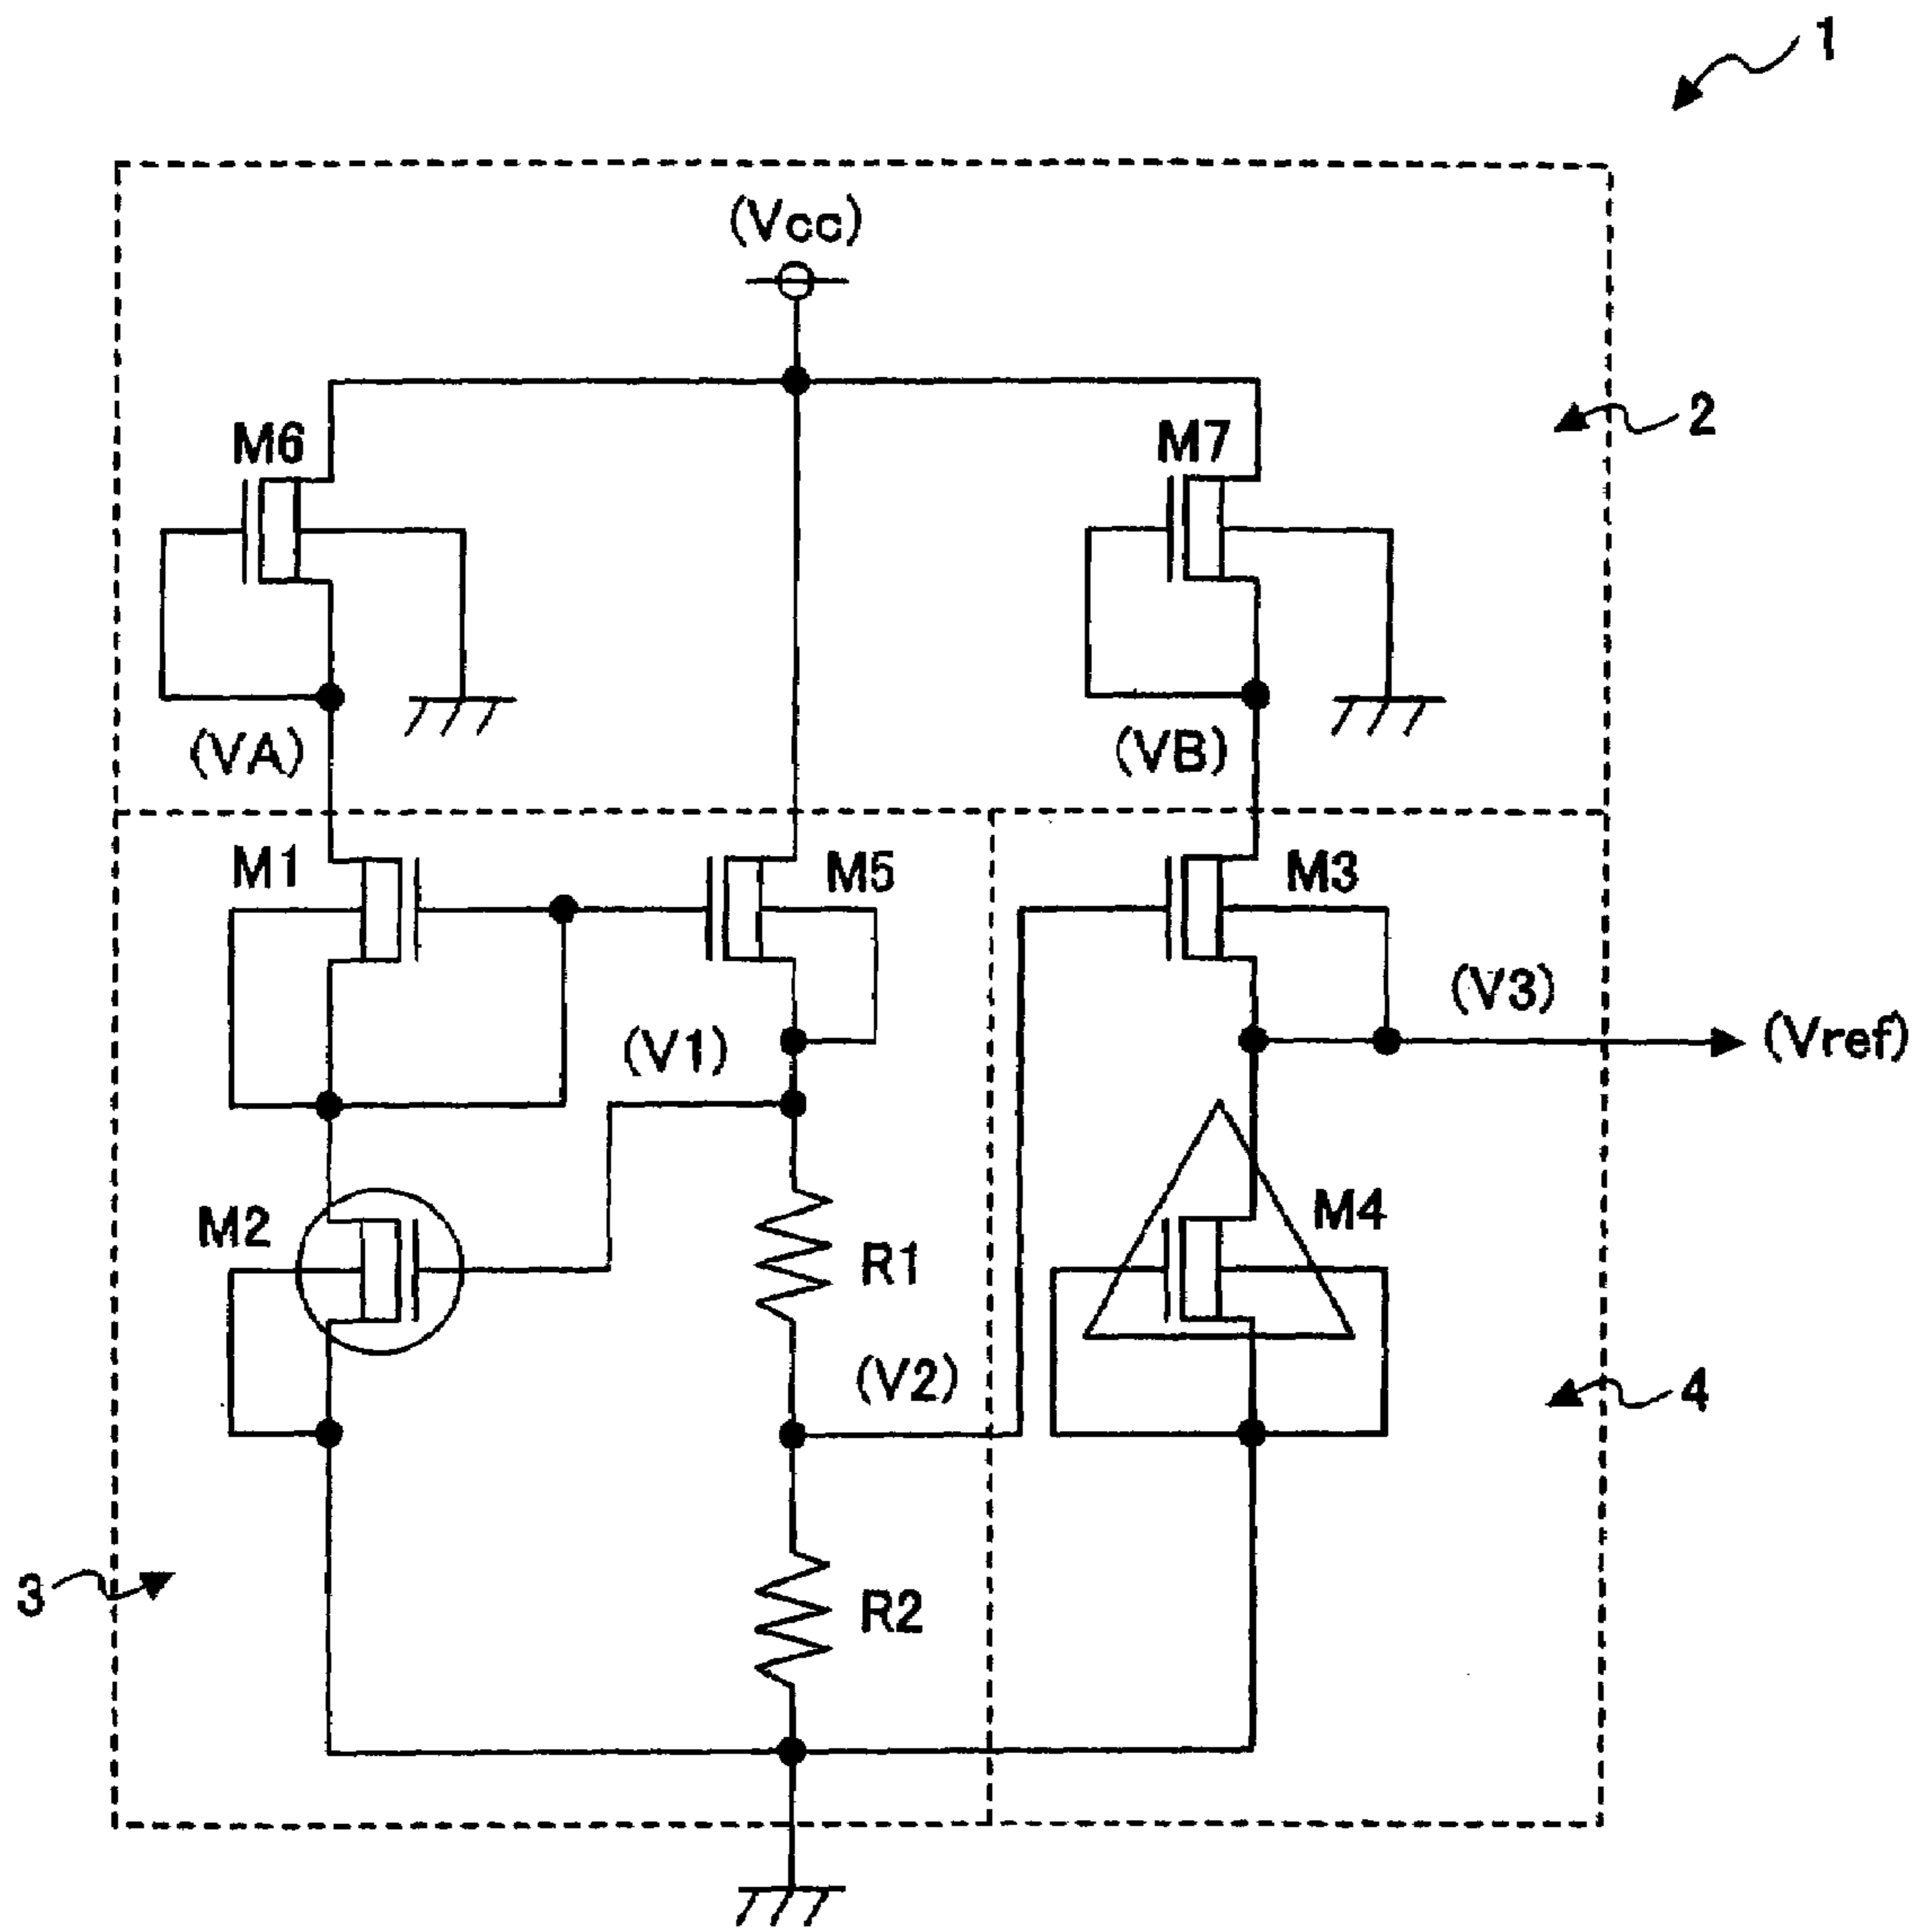 1
(Vcc)
2
M6
M7
(VA)
(VB)
M1
M5
M3
(V3)
(V1)
(Vref)
M2
M4
R1
(V2)
4
3
R2